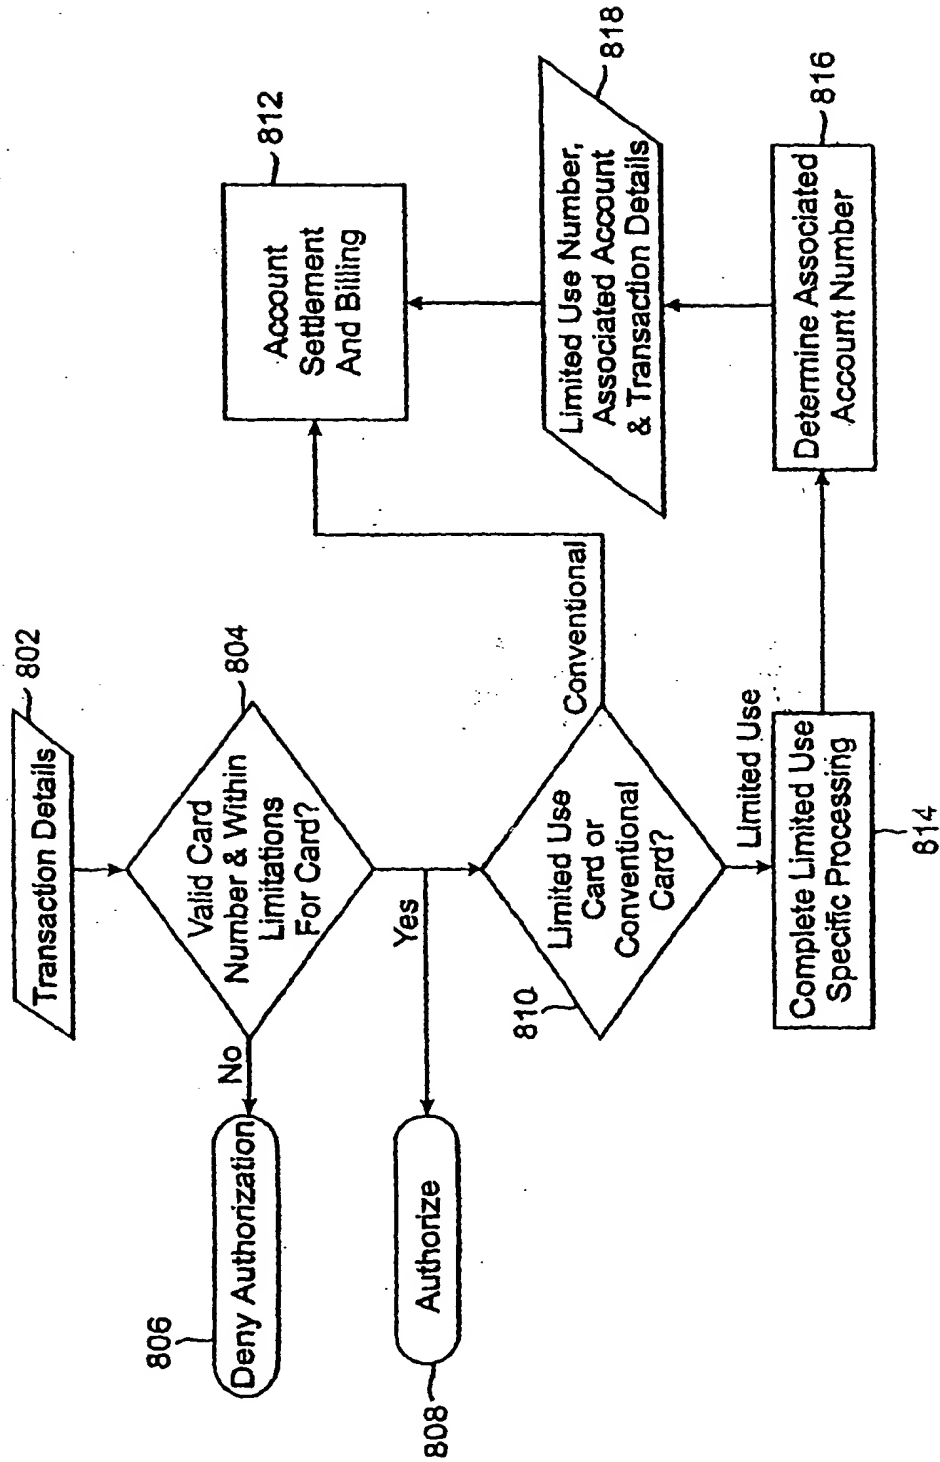 802
Transaction Details
804
Valid Card
Number & Within
Limitations
For Card?
No
806
Deny Authorization
Yes
808
Authorize
810
Limited Use
Card or
Conventional
Card?
Conventional
812
Account
Settlement
And Billing
Limited Use
Complete Limited Use
Specific Processing
814
Determine Associated
Account Number
816
Limited Use Number,
Associated Account
& Transaction Details
818